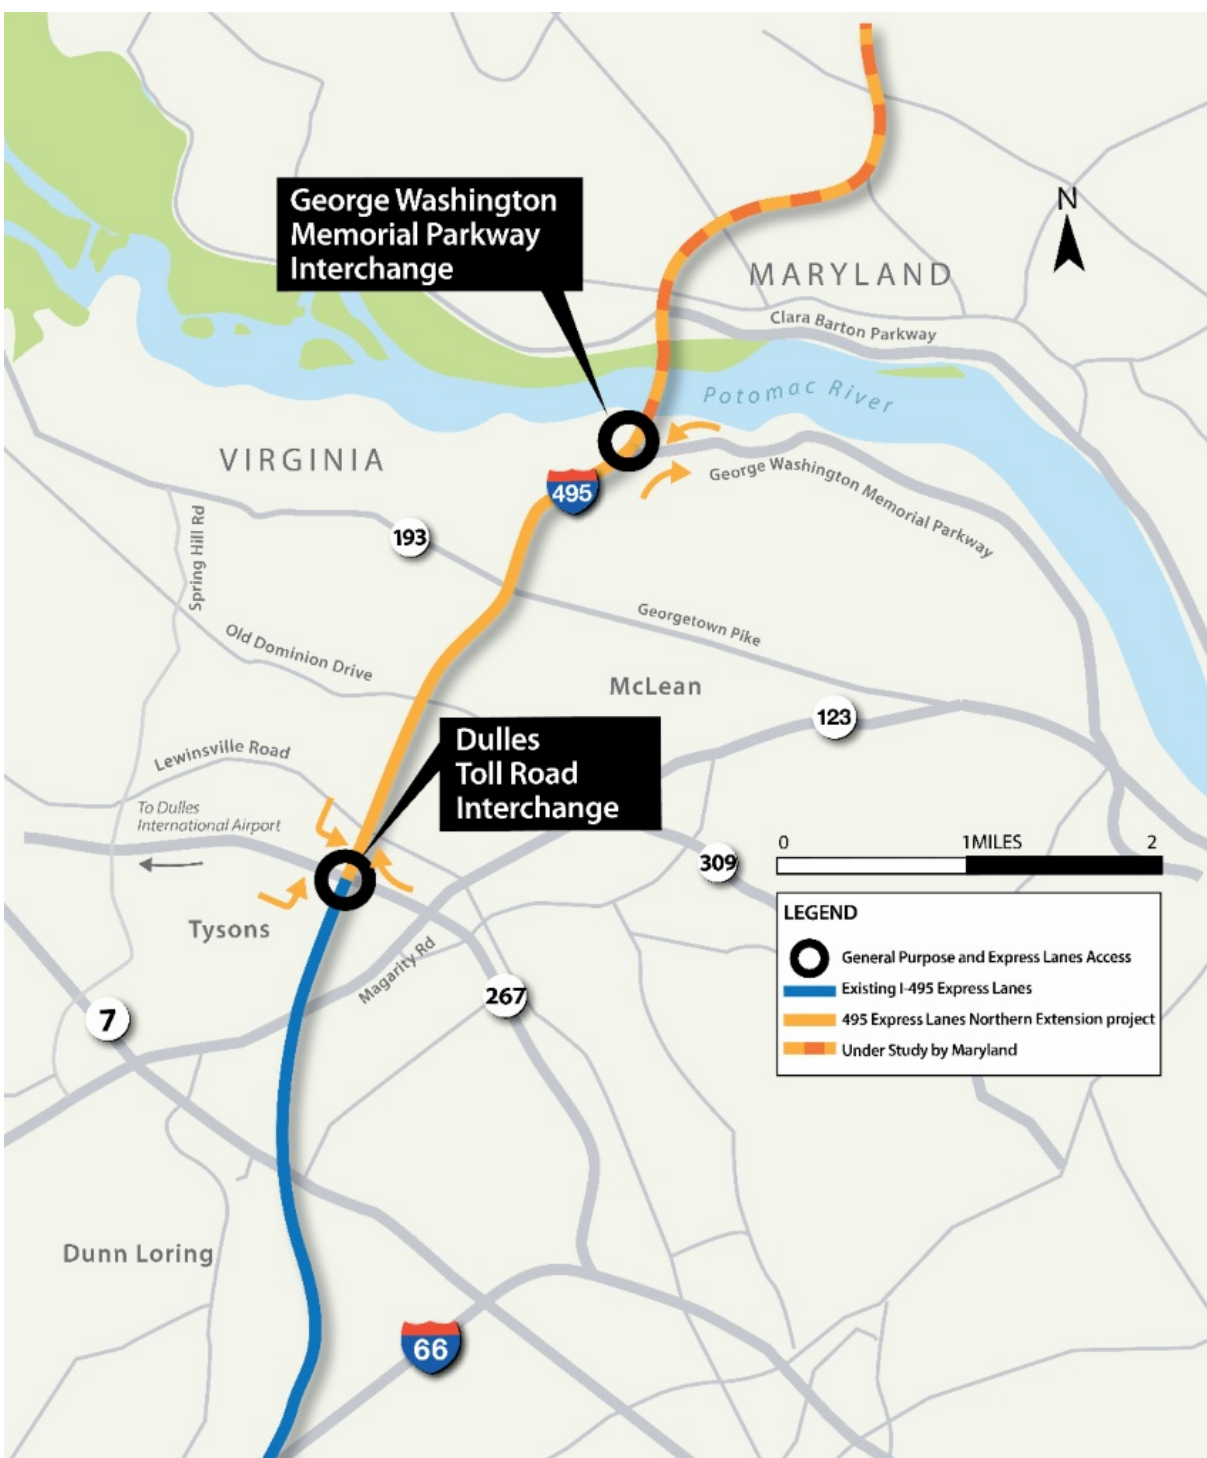 George Washington
Memorial Parkway
Interchange
N
MARYLAND
Clara Barton Parkway
Potomac River
VIRGINIA
495
George Washington Memorial Parkway
193
Spring Hill Rd
Georgetown Pike
Old Dominion Drive
McLean
123
Dulles
Toll Road
Interchange
Lewinsville Road
To Dulles
International Airport
0 1 MILES 2
309
LEGEND
General Purpose and Express Lanes Access
Existing I-495 Express Lanes
495 Express Lanes Northern Extension project
Under Study by Maryland
Tysons
Magarity Rd
267
7
Dunn Loring
66